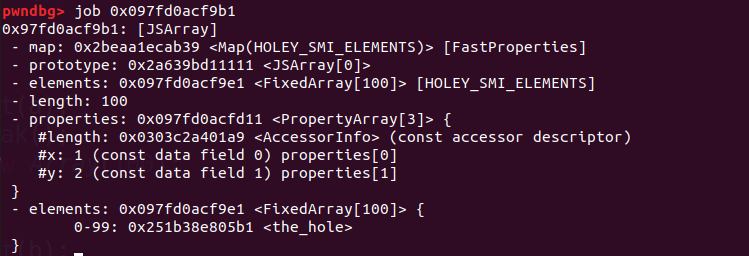 pwndbg> job 0x097fd0acf9b1
0x97fd0acf9b1: [JSArray]
- map: 0x2beaa1ecab39 <Map(HOLEY_SMI_ELEMENTS)> [FastProperties]
- prototype: 0x2a639bd11111 <JSArray[0]>
- elements: 0x097fd0acf9e1 <FixedArray[100]> [HOLEY_SMI_ELEMENTS]
- length: 100
- properties: 0x097fd0acfd11 <PropertyArray[3]> {
#length: 0x0303c2a401a9 <AccessorInfo> (const accessor descriptor)
#x: 1 (const data field 0) properties[0]
#y: 2 (const data field 1) properties[1]
}
- elements: 0x097fd0acf9e1 <FixedArray[100]> {
0-99: 0x251b38e805b1 <the_hole>
}